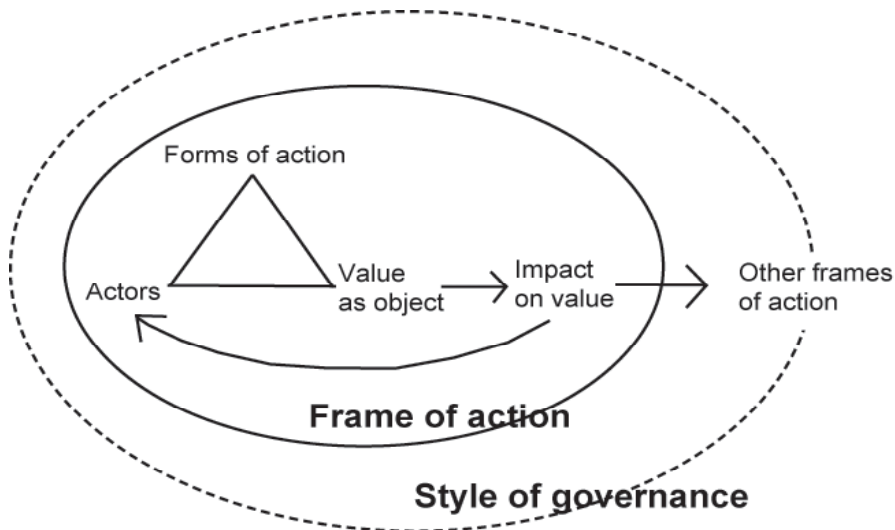 Forms of action
Actors
Value
as object
Impact
on value
Other frames
of action
Frame of action
Style of governance